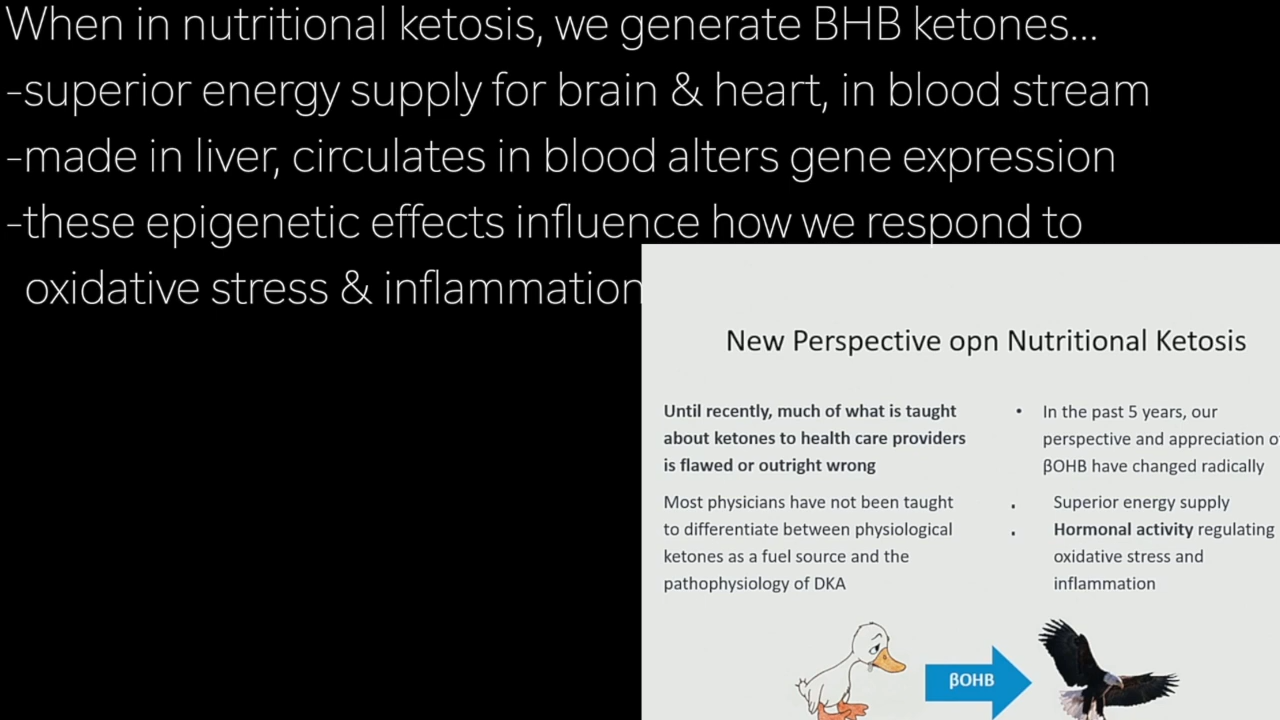 When in nutritional ketosis, we generate BHB ketones...
-superior energy supply for brain & heart, in blood stream
-made in liver, circulates in blood alters gene expression
-these epigenetic effects influence how we respond to
oxidative stress & inflammation
New Perspective opn Nutritional Ketosis
Until recently, much of what is taught
about ketones to health care providers
is flawed or outright wrong
Most physicians have not been taught
to differentiate between physiological
ketones as a fuel source and the
pathophysiology of DKA
• In the past 5 years, our
perspective and appreciation o
βOHB have changed radically
. Superior energy supply
. Hormonal activity regulating
oxidative stress and
inflammation
βOHB